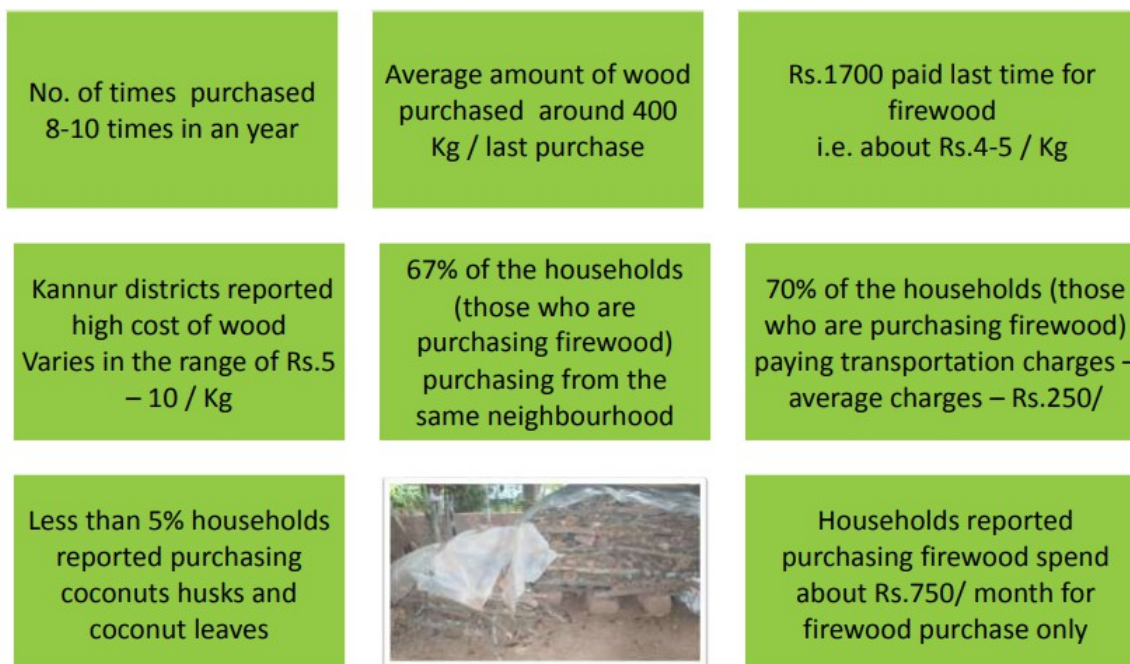 No. of times purchased
8-10 times in an year
Average amount of wood
purchased around 400
Kg / last purchase
Rs.1700 paid last time for
firewood
i.e. about Rs.4-5 / Kg
Kannur districts reported
high cost of wood
Varies in the range of Rs.5
– 10 / Kg
67% of the households
(those who are
purchasing firewood)
purchasing from the
same neighbourhood
70% of the households (those
who are purchasing firewood)
paying transportation charges –
average charges – Rs.250/
Less than 5% households
reported purchasing
coconuts husks and
coconut leaves
Households reported
purchasing firewood spend
about Rs.750/ month for
firewood purchase only